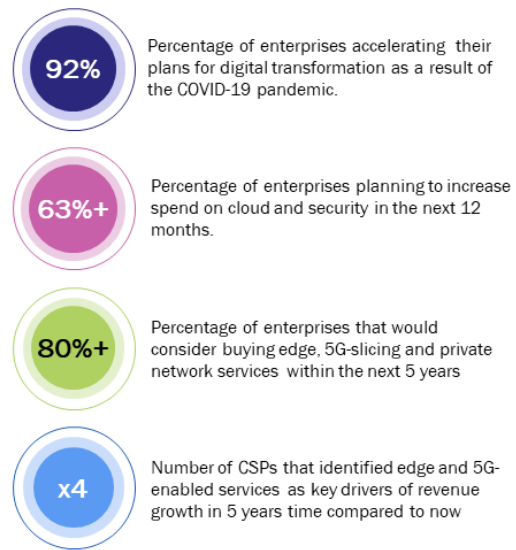 92%
Percentage of enterprises accelerating their
plans for digital transformation as a result of
the COVID-19 pandemic.
63%+
Percentage of enterprises planning to increase
spend on cloud and security in the next 12
months.
80%+
Percentage of enterprises that would
consider buying edge, 5G-slicing and private
network services within the next 5 years
x4
Number of CSPs that identified edge and 5G-
enabled services as key drivers of revenue
growth in 5 years time compared to now